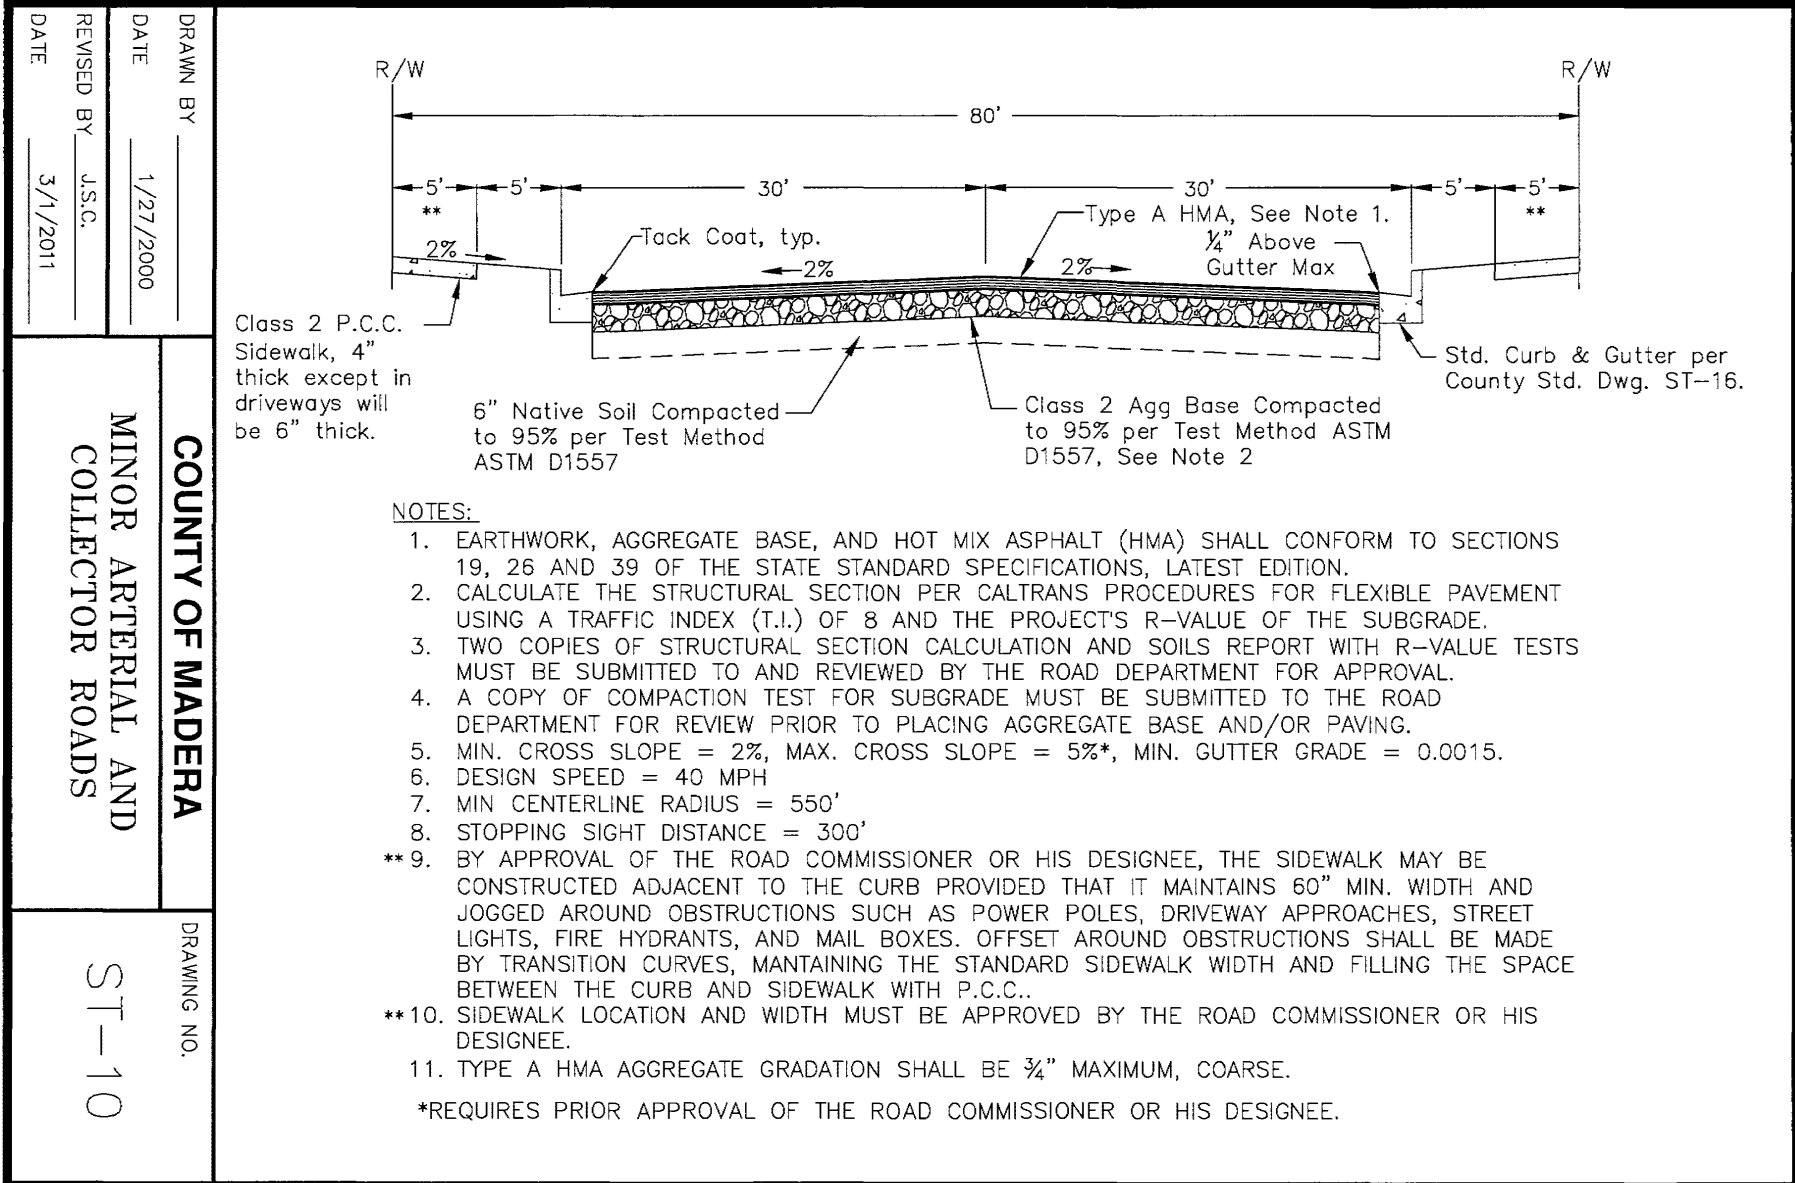 R/W
R/W
80'
5'
5'
30'
30'
5'
5'
**
**
Type A HMA, See Note 1.
Tack Coat, typ.
¼" Above
Gutter Max
2%
2%
2%
Class 2 P.C.C.
Sidewalk, 4"
thick except in
driveways will
be 6" thick.
6" Native Soil Compacted
to 95% per Test Method
ASTM D1557
Class 2 Agg Base Compacted
to 95% per Test Method ASTM
D1557, See Note 2
Std. Curb & Gutter per
County Std. Dwg. ST-16.
NOTES:
1. EARTHWORK, AGGREGATE BASE, AND HOT MIX ASPHALT (HMA) SHALL CONFORM TO SECTIONS
19, 26 AND 39 OF THE STATE STANDARD SPECIFICATIONS, LATEST EDITION.
2. CALCULATE THE STRUCTURAL SECTION PER CALTRANS PROCEDURES FOR FLEXIBLE PAVEMENT
USING A TRAFFIC INDEX (T.I.) OF 8 AND THE PROJECT'S R-VALUE OF THE SUBGRADE.
3. TWO COPIES OF STRUCTURAL SECTION CALCULATION AND SOILS REPORT WITH R-VALUE TESTS
MUST BE SUBMITTED TO AND REVIEWED BY THE ROAD DEPARTMENT FOR APPROVAL.
4. A COPY OF COMPACTION TEST FOR SUBGRADE MUST BE SUBMITTED TO THE ROAD
DEPARTMENT FOR REVIEW PRIOR TO PLACING AGGREGATE BASE AND/OR PAVING.
5. MIN. CROSS SLOPE = 2%, MAX. CROSS SLOPE = 5%*, MIN. GUTTER GRADE = 0.0015.
6. DESIGN SPEED = 40 MPH
7. MIN CENTERLINE RADIUS = 550'
8. STOPPING SIGHT DISTANCE = 300'
** 9. BY APPROVAL OF THE ROAD COMMISSIONER OR HIS DESIGNEE, THE SIDEWALK MAY BE
CONSTRUCTED ADJACENT TO THE CURB PROVIDED THAT IT MAINTAINS 60" MIN. WIDTH AND
JOGGED AROUND OBSTRUCTIONS SUCH AS POWER POLES, DRIVEWAY APPROACHES, STREET
LIGHTS, FIRE HYDRANTS, AND MAIL BOXES. OFFSET AROUND OBSTRUCTIONS SHALL BE MADE
BY TRANSITION CURVES, MANTAINING THE STANDARD SIDEWALK WIDTH AND FILLING THE SPACE
BETWEEN THE CURB AND SIDEWALK WITH P.C.C..
** 10. SIDEWALK LOCATION AND WIDTH MUST BE APPROVED BY THE ROAD COMMISSIONER OR HIS
DESIGNEE.
11. TYPE A HMA AGGREGATE GRADATION SHALL BE ¾" MAXIMUM, COARSE.
*REQUIRES PRIOR APPROVAL OF THE ROAD COMMISSIONER OR HIS DESIGNEE.
DRAWN BY
DATE 1/27/2000
REVISED BY J.S.C.
DATE 3/1/2011
COUNTY OF MADERA
MINOR ARTERIAL AND
COLLECTOR ROADS
DRAWING NO.
ST-10